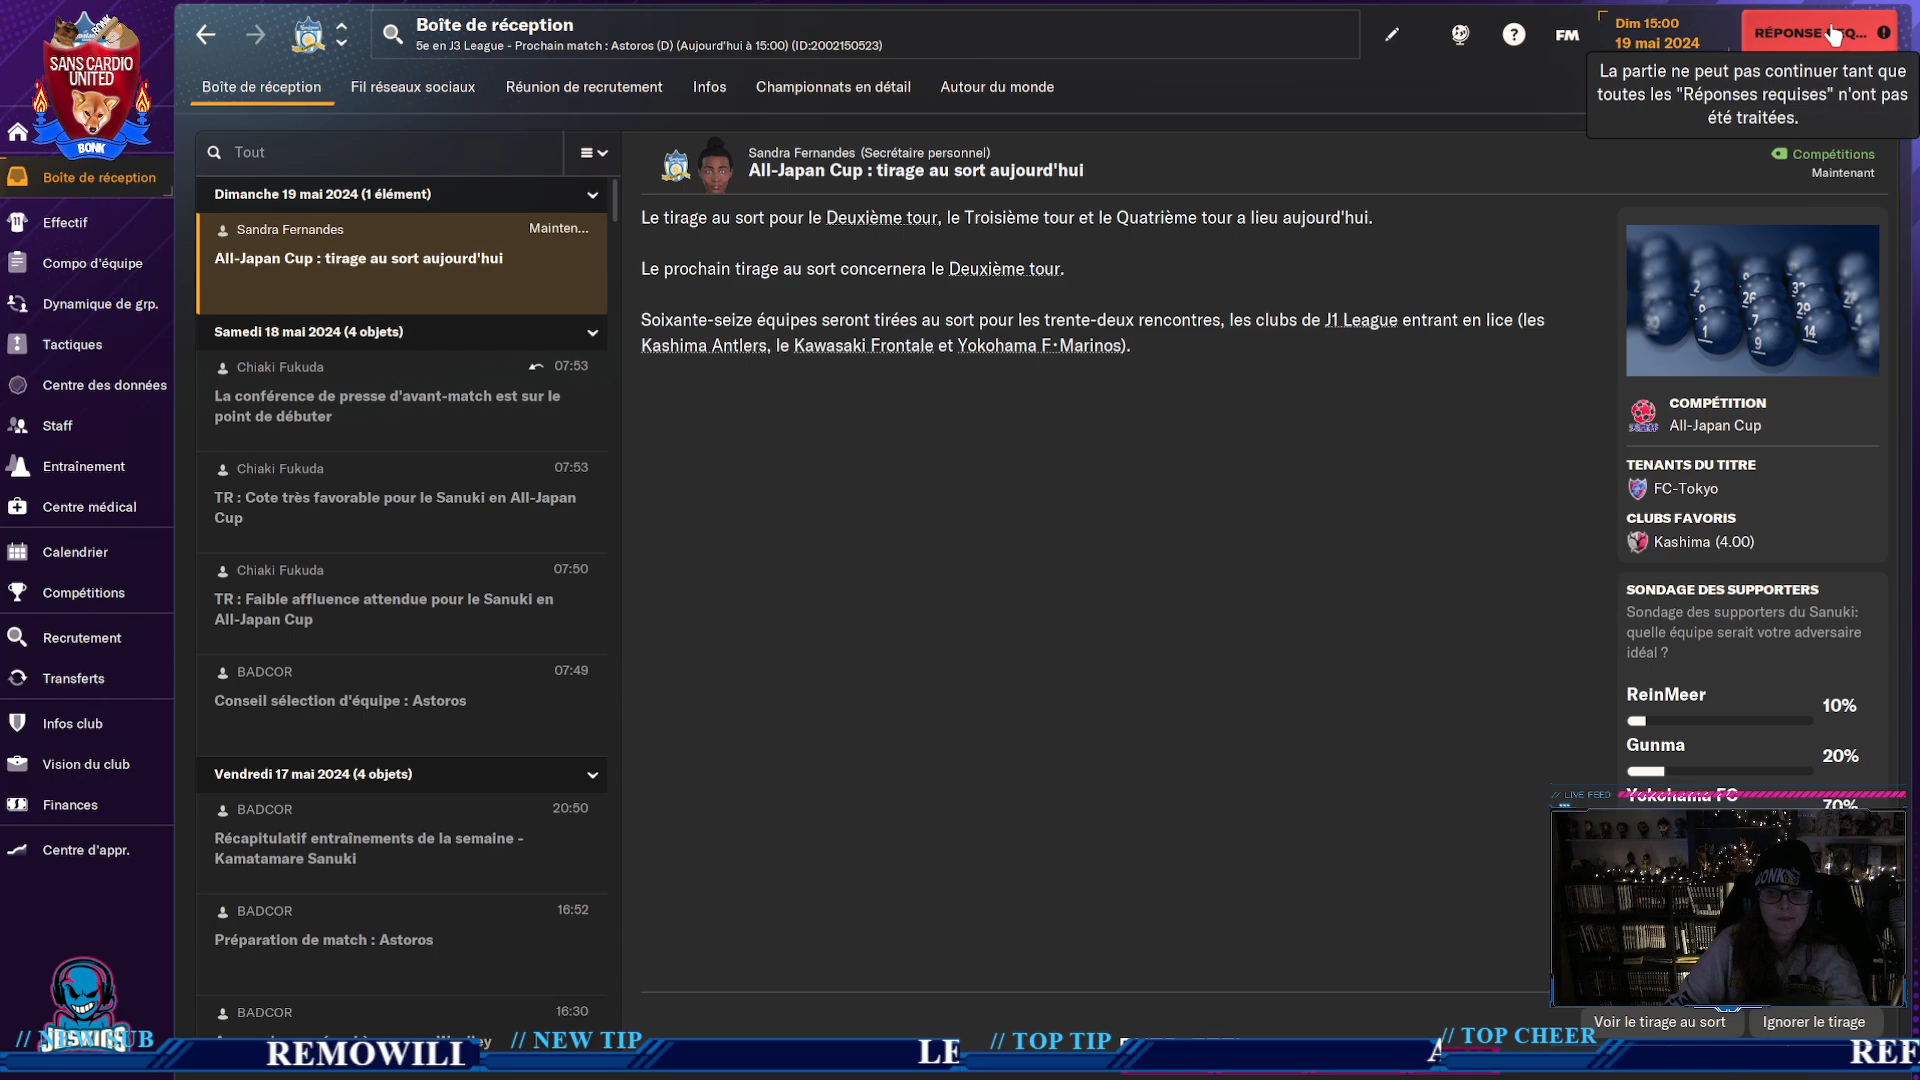 BONK
SANS CARDIO
UNITED
BONK
Boîte de réception
5e en J3 League - Prochain match : Astoros (D) (Aujourd'hui à 15:00) (ID:2002150523)
FM
Dim 15:00
19 mai 2024
La partie ne peut pas continuer tant que
toutes les "Réponses requises" n'ont pas
été traitées.
Boîte de réception
Fil réseaux sociaux
Réunion de recrutement
Infos
Championnats en détail
Autour du monde
Boîte de réception
Effectif
Compo d'équipe
Dynamique de grp.
Tactiques
Centre des données
Staff
Entraînement
Centre médical
Calendrier
Compétitions
Recrutement
Transferts
Infos club
Vision du club
Finances
Centre d'appr.
Tout
Dimanche 19 mai 2024 (1 élément)
Sandra Fernandes
Mainten...
All-Japan Cup : tirage au sort aujourd'hui
Samedi 18 mai 2024 (4 objets)
Chiaki Fukuda
07:53
La conférence de presse d'avant-match est sur le
point de débuter
Chiaki Fukuda
07:53
TR : Cote très favorable pour le Sanuki en All-Japan
Cup
Chiaki Fukuda
07:50
TR : Faible affluence attendue pour le Sanuki en
All-Japan Cup
BADCOR
07:49
Conseil sélection d'équipe : Astoros
Vendredi 17 mai 2024 (4 objets)
BADCOR
20:50
Récapitulatif entraînements de la semaine -
Kamatamare Sanuki
BADCOR
16:52
Préparation de match : Astoros
BADCOR
16:30
Sandra Fernandes (Secrétaire personnel)
All-Japan Cup : tirage au sort aujourd'hui
Compétitions
Maintenant
Le tirage au sort pour le Deuxième tour, le Troisième tour et le Quatrième tour a lieu aujourd'hui.
Le prochain tirage au sort concernera le Deuxième tour.
Soixante-seize équipes seront tirées au sort pour les trente-deux rencontres, les clubs de J1 League entrant en lice (les
Kashima Antlers, le Kawasaki Frontale et Yokohama F・Marinos).
COMPÉTITION
All-Japan Cup
TENANTS DU TITRE
FC-Tokyo
CLUBS FAVORIS
Kashima (4.00)
SONDAGE DES SUPPORTERS
Sondage des supporters du Sanuki:
quelle équipe serait votre adversaire
idéal ?
ReinMeer
10%
Gunma
20%
Yokohama FC
70%
// LIVE FEED
BONK
Voir le tirage au sort
Ignorer le tirage
// NEW SUB
// NEW TIP
// TOP TIP
// TOP CHEER
REMOWILL
LE